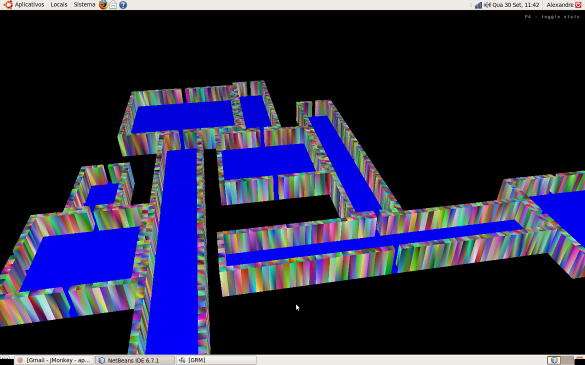 Aplicativos Locais Sistema Qua 30 Set, 11:42 Alexandre
F4 - toggle stats
[Gmail - jMonkey - ap... NetBeans IDE 6.7.1 [GRM]